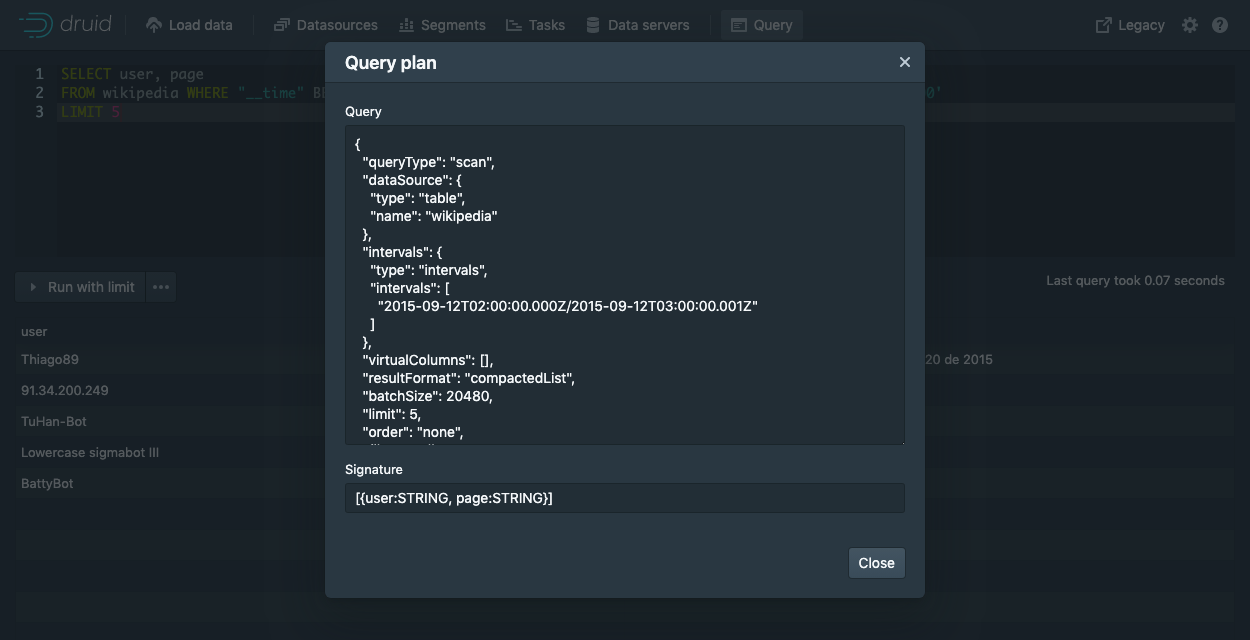 druid Load data Datasources Segments Tasks Data servers Query Legacy
Query plan
1 SELECT user, page
2 FROM wikipedia WHERE "__time" 0'
3 LIMIT 5
Query
{
"queryType": "scan",
"dataSource": {
"type": "table",
"name": "wikipedia"
},
"intervals": {
"type": "intervals",
"intervals": [
"2015-09-12T02:00:00.000Z/2015-09-12T03:00:00.001Z"
]
},
"virtualColumns": [],
"resultFormat": "compactedList",
"batchSize": 20480,
"limit": 5,
"order": "none",
Signature
[{user:STRING, page:STRING}]
Close
Run with limit
Last query took 0.07 seconds
user
Thiago89 20 de 2015
91.34.200.249
TuHan-Bot
Lowercase sigmabot III
BattyBot